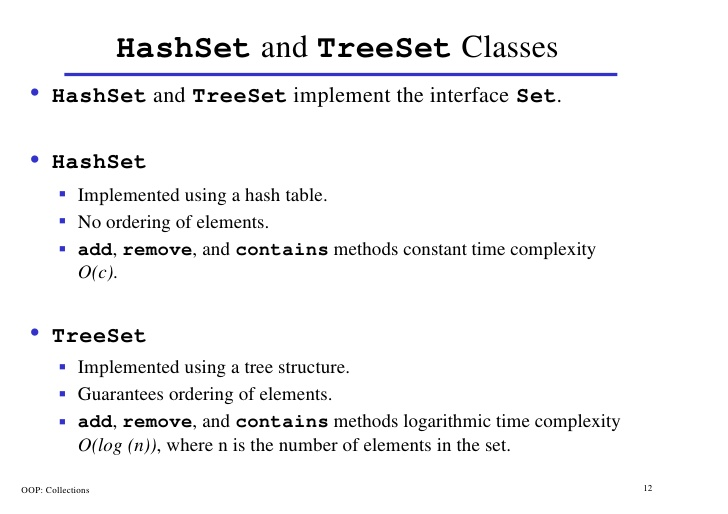 HashSet and TreeSet Classes
• HashSet and TreeSet implement the interface Set.
• HashSet
▪ Implemented using a hash table.
▪ No ordering of elements.
▪ add, remove, and contains methods constant time complexity
O(c).
• TreeSet
▪ Implemented using a tree structure.
▪ Guarantees ordering of elements.
▪ add, remove, and contains methods logarithmic time complexity
O(log (n)), where n is the number of elements in the set.
OOP: Collections
12